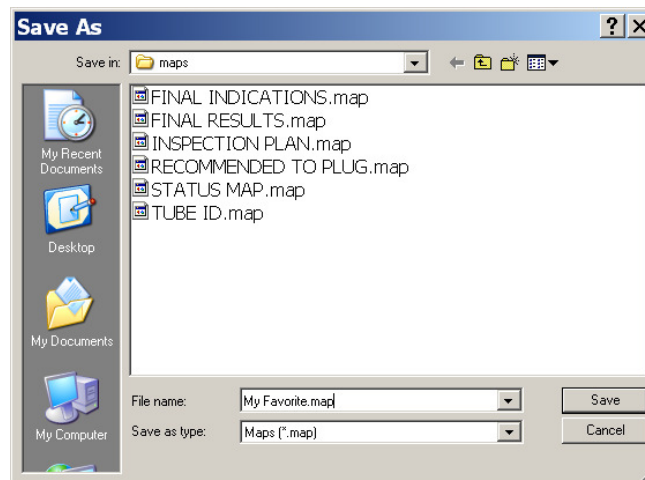 Save As
Save in:
maps
My Recent
Documents
Desktop
My Documents
My Computer
FINAL INDICATIONS.map
FINAL RESULTS.map
INSPECTION PLAN.map
RECOMMENDED TO PLUG.map
STATUS MAP.map
TUBE ID.map
File name:
My Favorite.map
Save
Save as type:
Maps (*.map)
Cancel